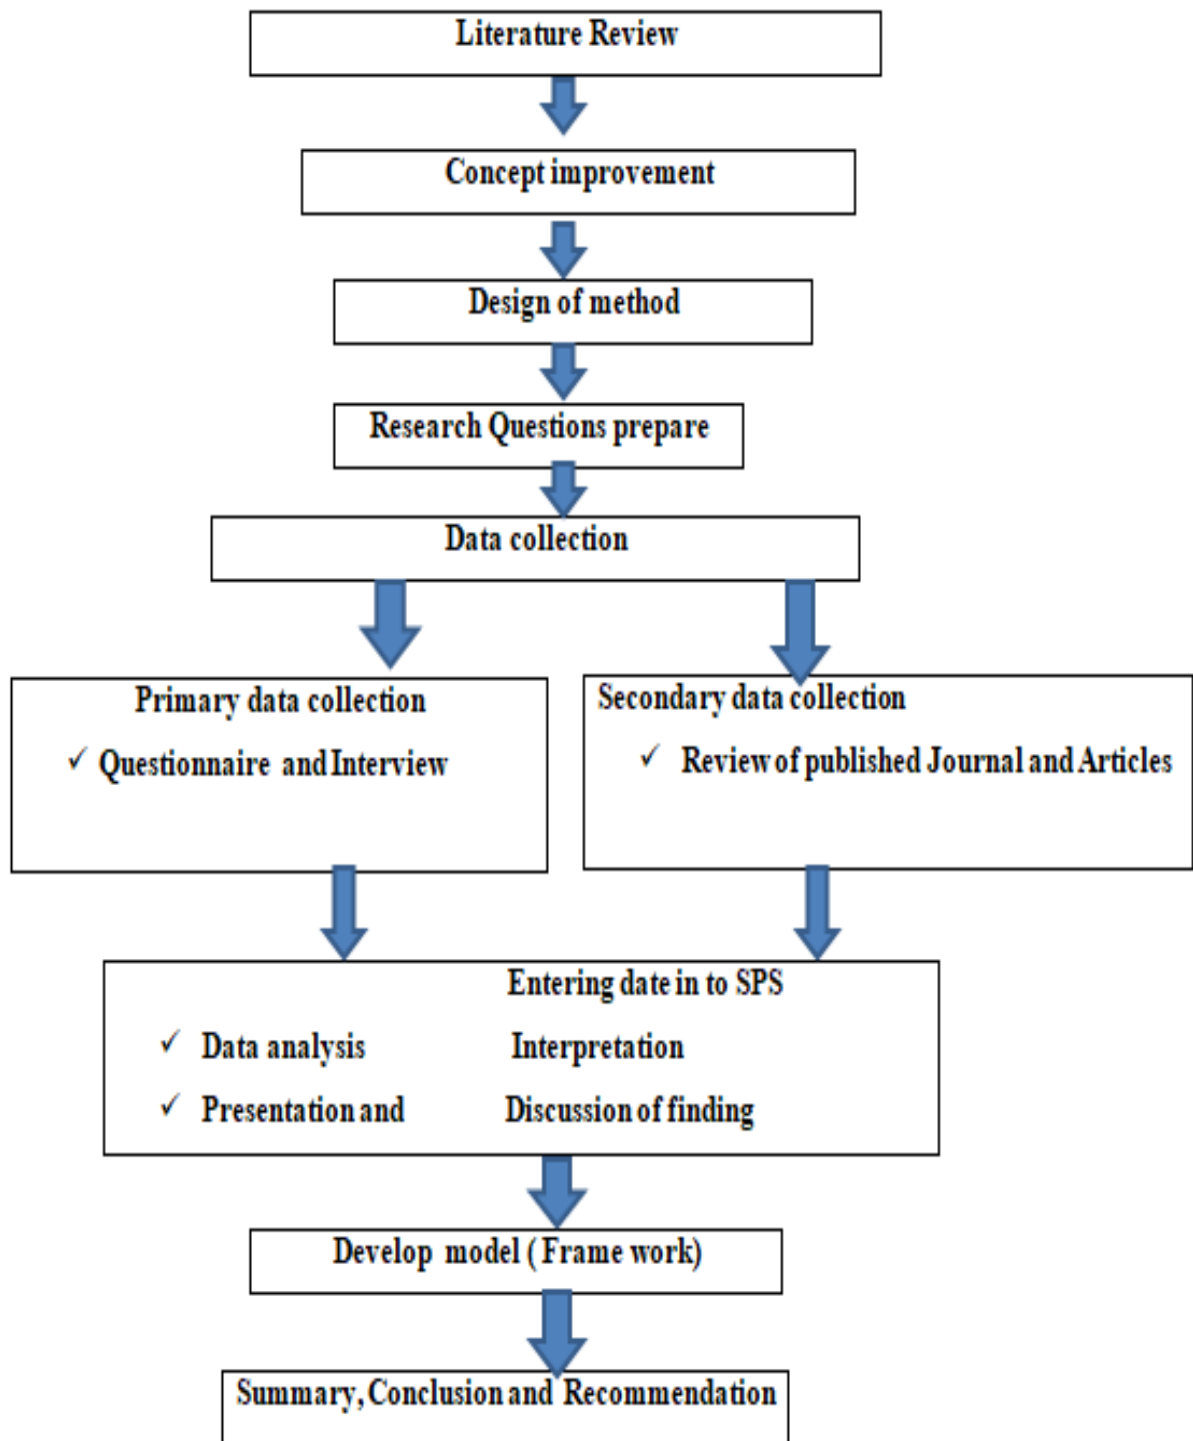 Literature Review
Concept improvement
Design of method
Research Questions prepare
Data collection
Primary data collection
✓ Questionnaire and Interview
Secondary data collection
✓ Review of published Journal and Articles
Entering date in to SPS
✓ Data analysis Interpretation
✓ Presentation and Discussion of finding
Develop model ( Frame work)
Summary, Conclusion and Recommendation